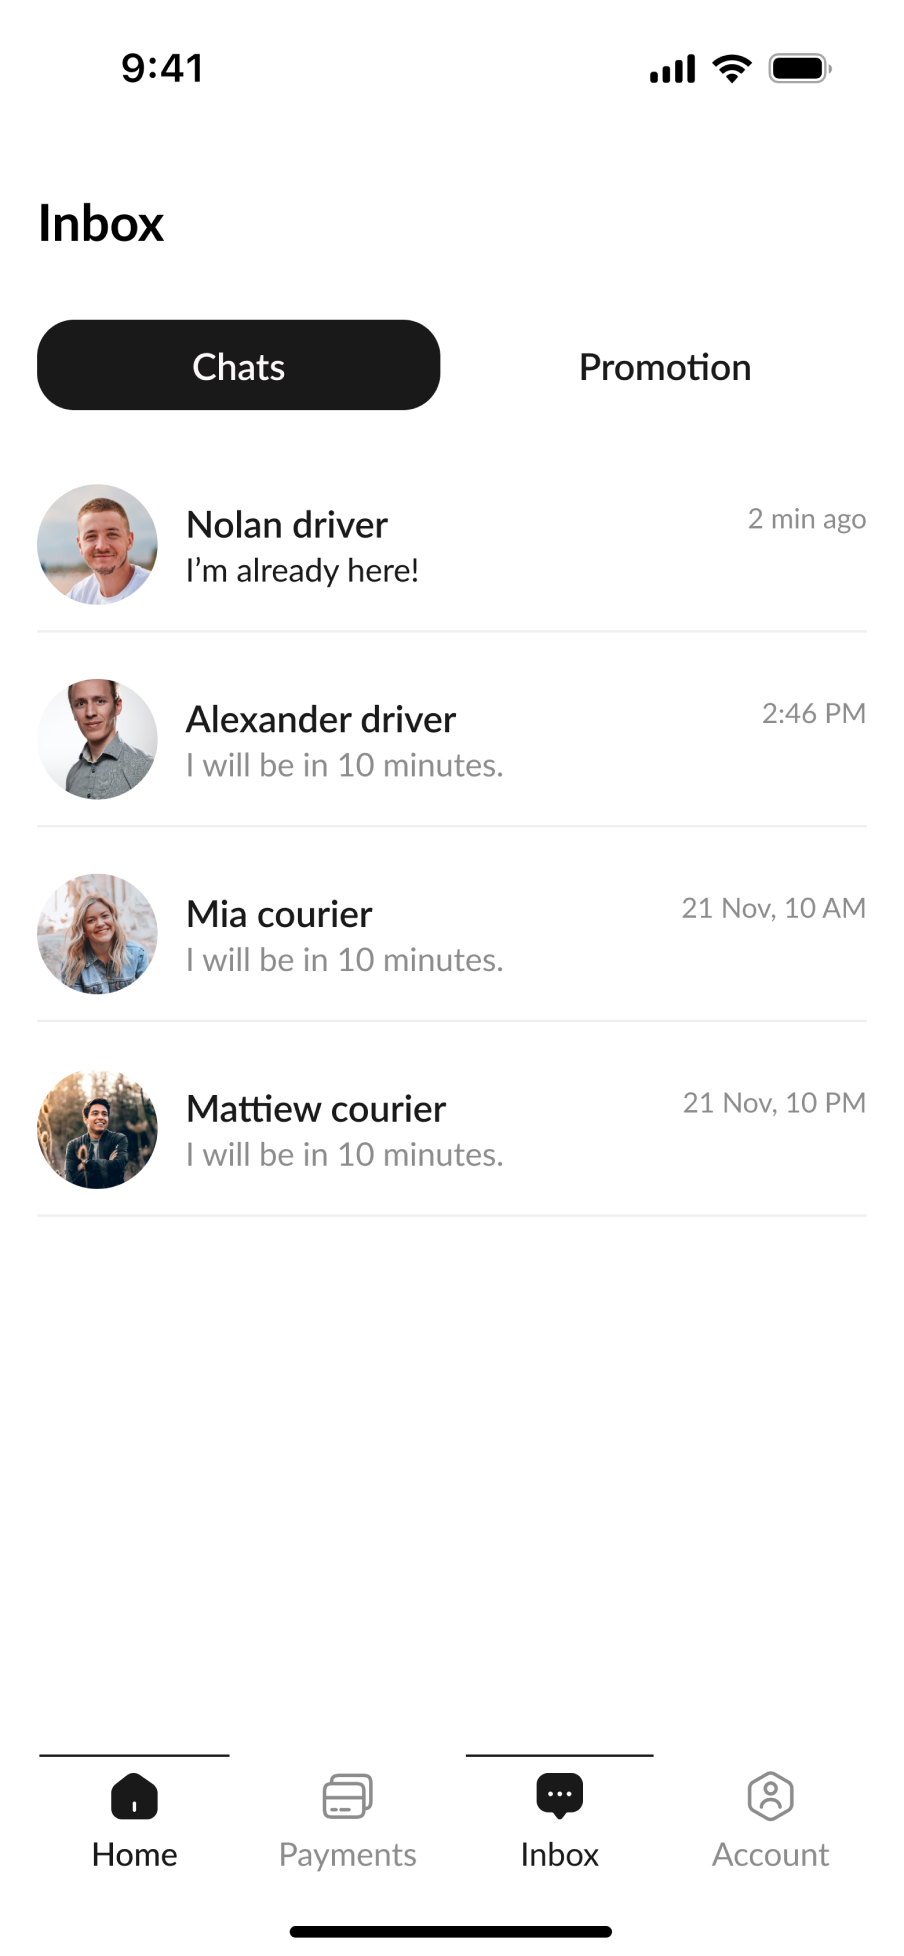 9:41
Inbox
Chats
Promotion
Nolan driver
2 min ago
I’m already here!
Alexander driver
2:46 PM
I will be in 10 minutes.
Mia courier
21 Nov, 10 AM
I will be in 10 minutes.
Mattiew courier
21 Nov, 10 PM
I will be in 10 minutes.
Home
Payments
Inbox
Account